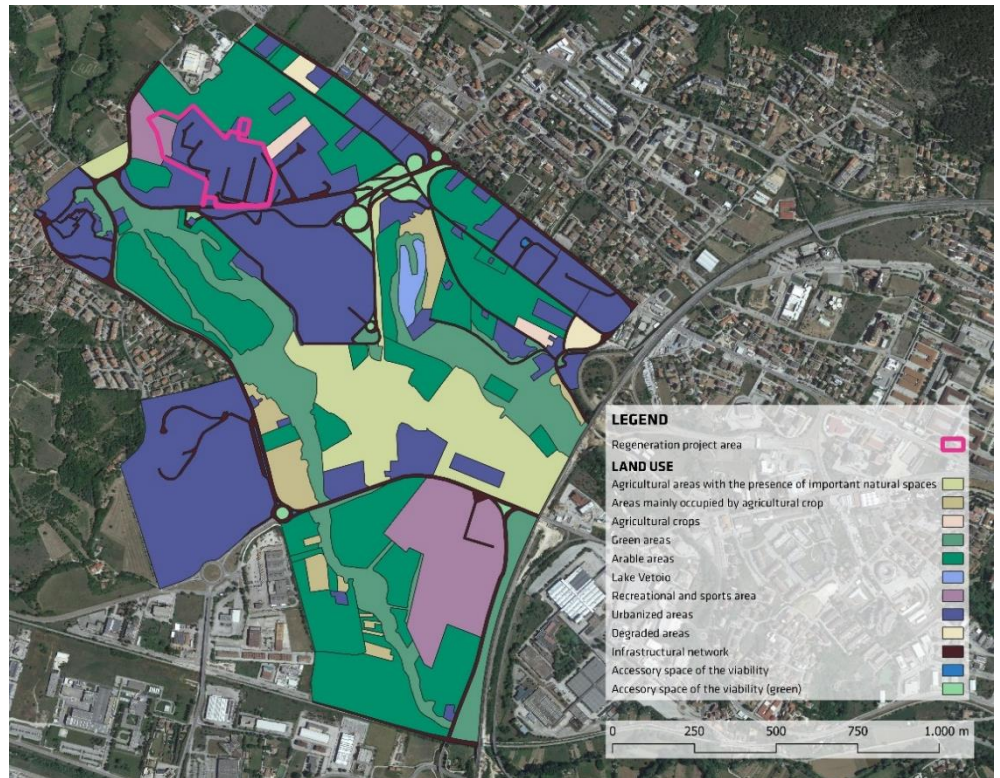 LEGEND
Regeneration project area
LAND USE
Agricultural areas with the presence of important natural spaces
Areas mainly occupied by agricultural crop
Agricultural crops
Green areas
Arable areas
Lake Vetoio
Recreational and sports area
Urbanized areas
Degraded areas
Infrastructural network
Accessory space of the viability
Accesory space of the viability (green)
0 250 500 750 1.000 m